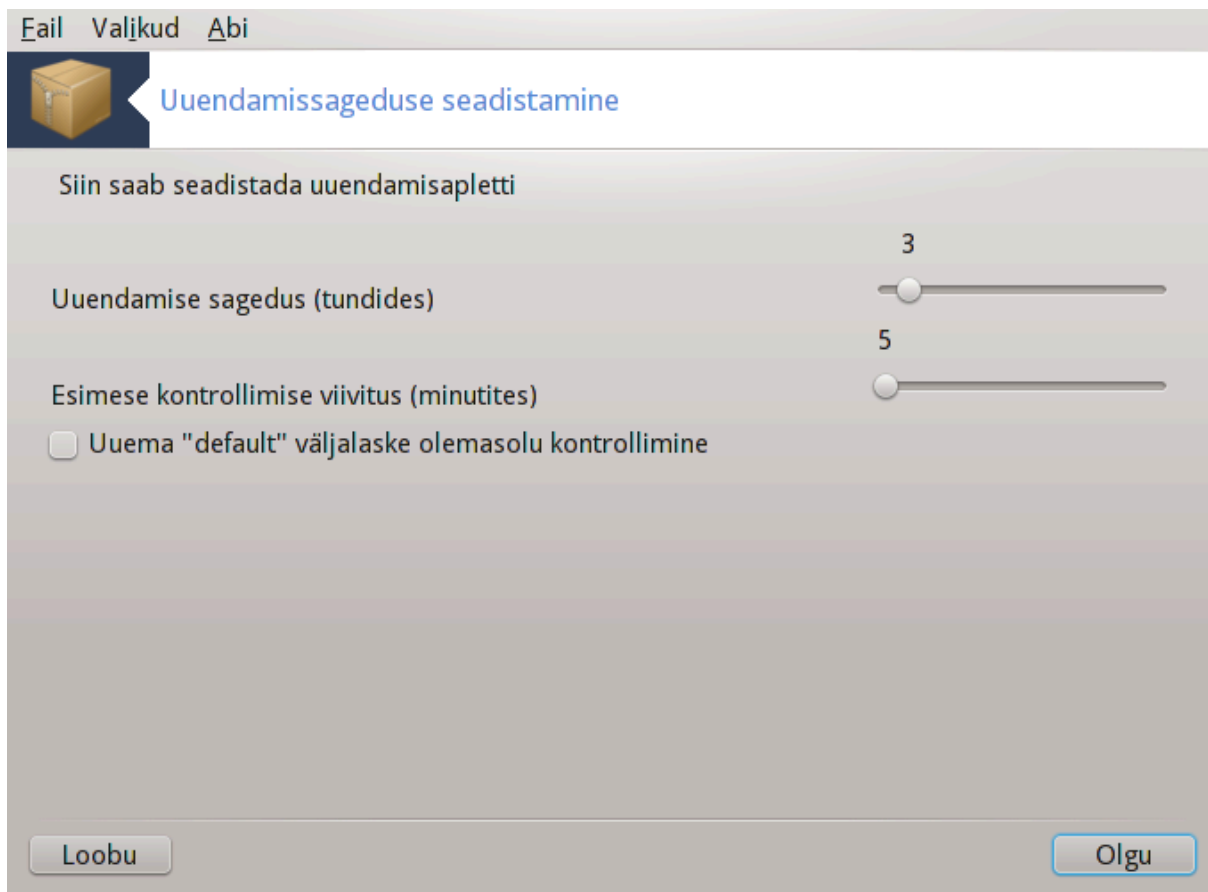 Fail Valikud Abi
Uuendamissageduse seadistamine
Siin saab seadistada uuendamisapletti
3
Uuendamise sagedus (tundides)
5
Esimese kontrollimise viivitus (minutites)
Uuema "default" väljalaske olemasolu kontrollimine
Loobu Olgu